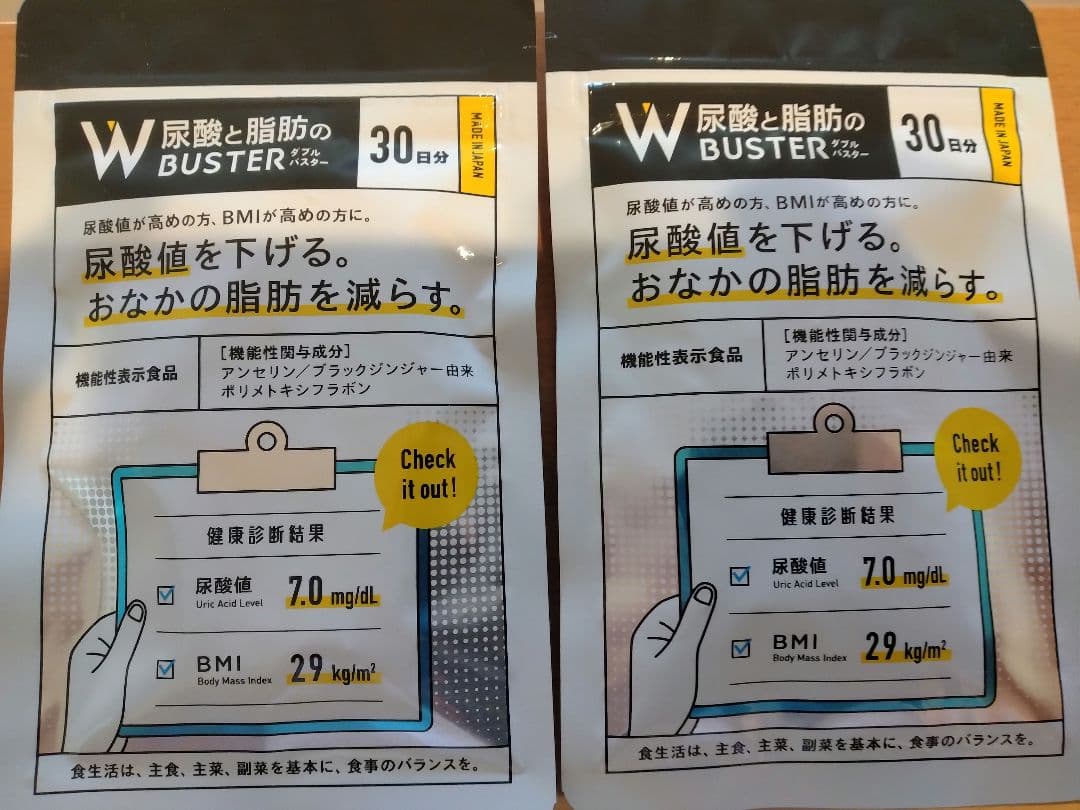 W 尿酸と脂肪の
BUSTER ダブル
バスター
30日分
MADE IN JAPAN
尿酸値が高めの方、BMIが高めの方に。
尿酸値を下げる。
おなかの脂肪を減らす。
機能性表示食品
[機能性関与成分]
アンセリン／ブラックジンジャー由来
ポリメトキシフラボン
Check
it out!
健康診断結果
尿酸値 7.0 mg/dL
Uric Acid Level
BMI 29 kg/m²
Body Mass Index
食生活は、主食、主菜、副菜を基本に、食事のバランスを。
W 尿酸と脂肪の
BUSTER ダブル
バスター
30日分
MADE IN JAPAN
尿酸値が高めの方、BMIが高めの方に。
尿酸値を下げる。
おなかの脂肪を減らす。
機能性表示食品
[機能性関与成分]
アンセリン／ブラックジンジャー由来
ポリメトキシフラボン
Check
it out!
健康診断結果
尿酸値 7.0 mg/dL
Uric Acid Level
BMI 29 kg/m²
Body Mass Index
食生活は、主食、主菜、副菜を基本に、食事のバランスを。